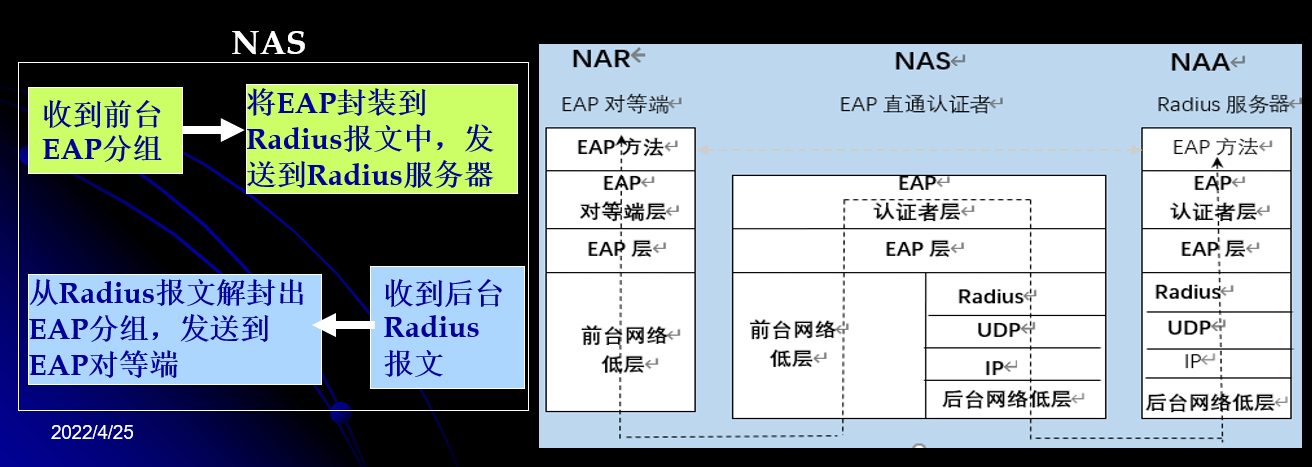 NAS
收到前台
EAP分组
将EAP封装到
Radius报文中，发
送到Radius服务器
从Radius报文解封出
EAP分组，发送到
EAP对等端
收到后台
Radius
报文
2022/4/25
NAR←
EAP 对等端↵
EAP 方法↵
EAP↵
对等端层↵
EAP 层↵
前台网络↵
低层↵
NAS↵
EAP 直通认证者↵
EAP↵
认证者层↵
EAP 层↵
前台网络↵
低层↵
Radius↵
UDP↵
IP↵
后台网络低层↵
NAA↵
Radius 服务器↵
EAP 方法↵
EAP↵
认证者层↵
EAP 层↵
Radius↵
UDP↵
IP↵
后台网络低层↵